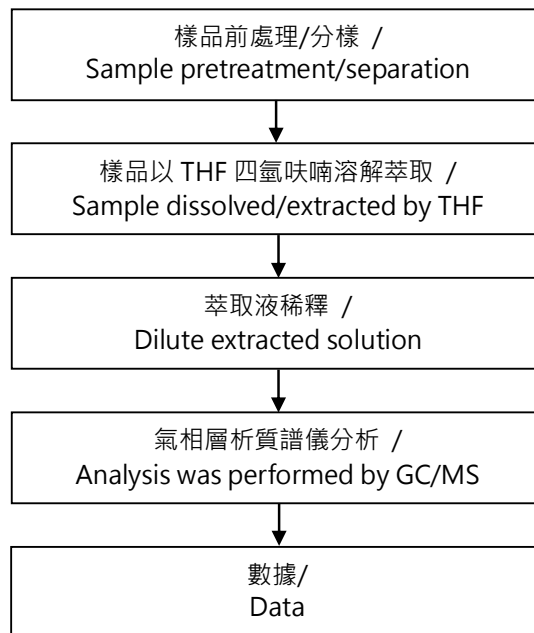 樣品前處理/分樣 /
Sample pretreatment/separation
樣品以 THF 四氫呋喃溶解萃取 /
Sample dissolved/extracted by THF
萃取液稀釋 /
Dilute extracted solution
氣相層析質譜儀分析 /
Analysis was performed by GC/MS
數據/
Data